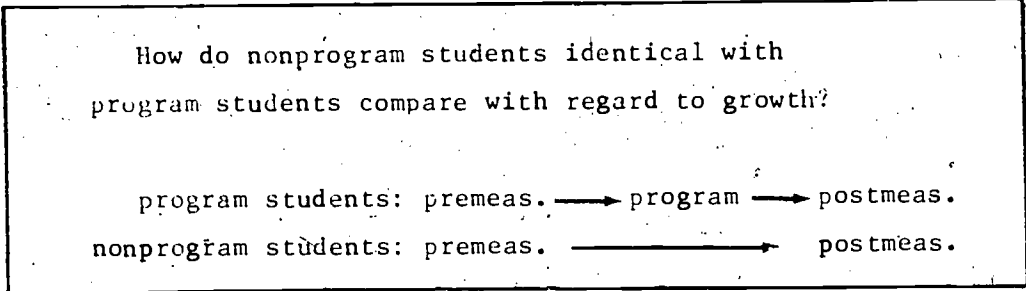 How do nonprogram students identical with
program students compare with regard to growth?
program students: premeas. → program → postmeas.
nonprogram students: premeas. → postmeas.